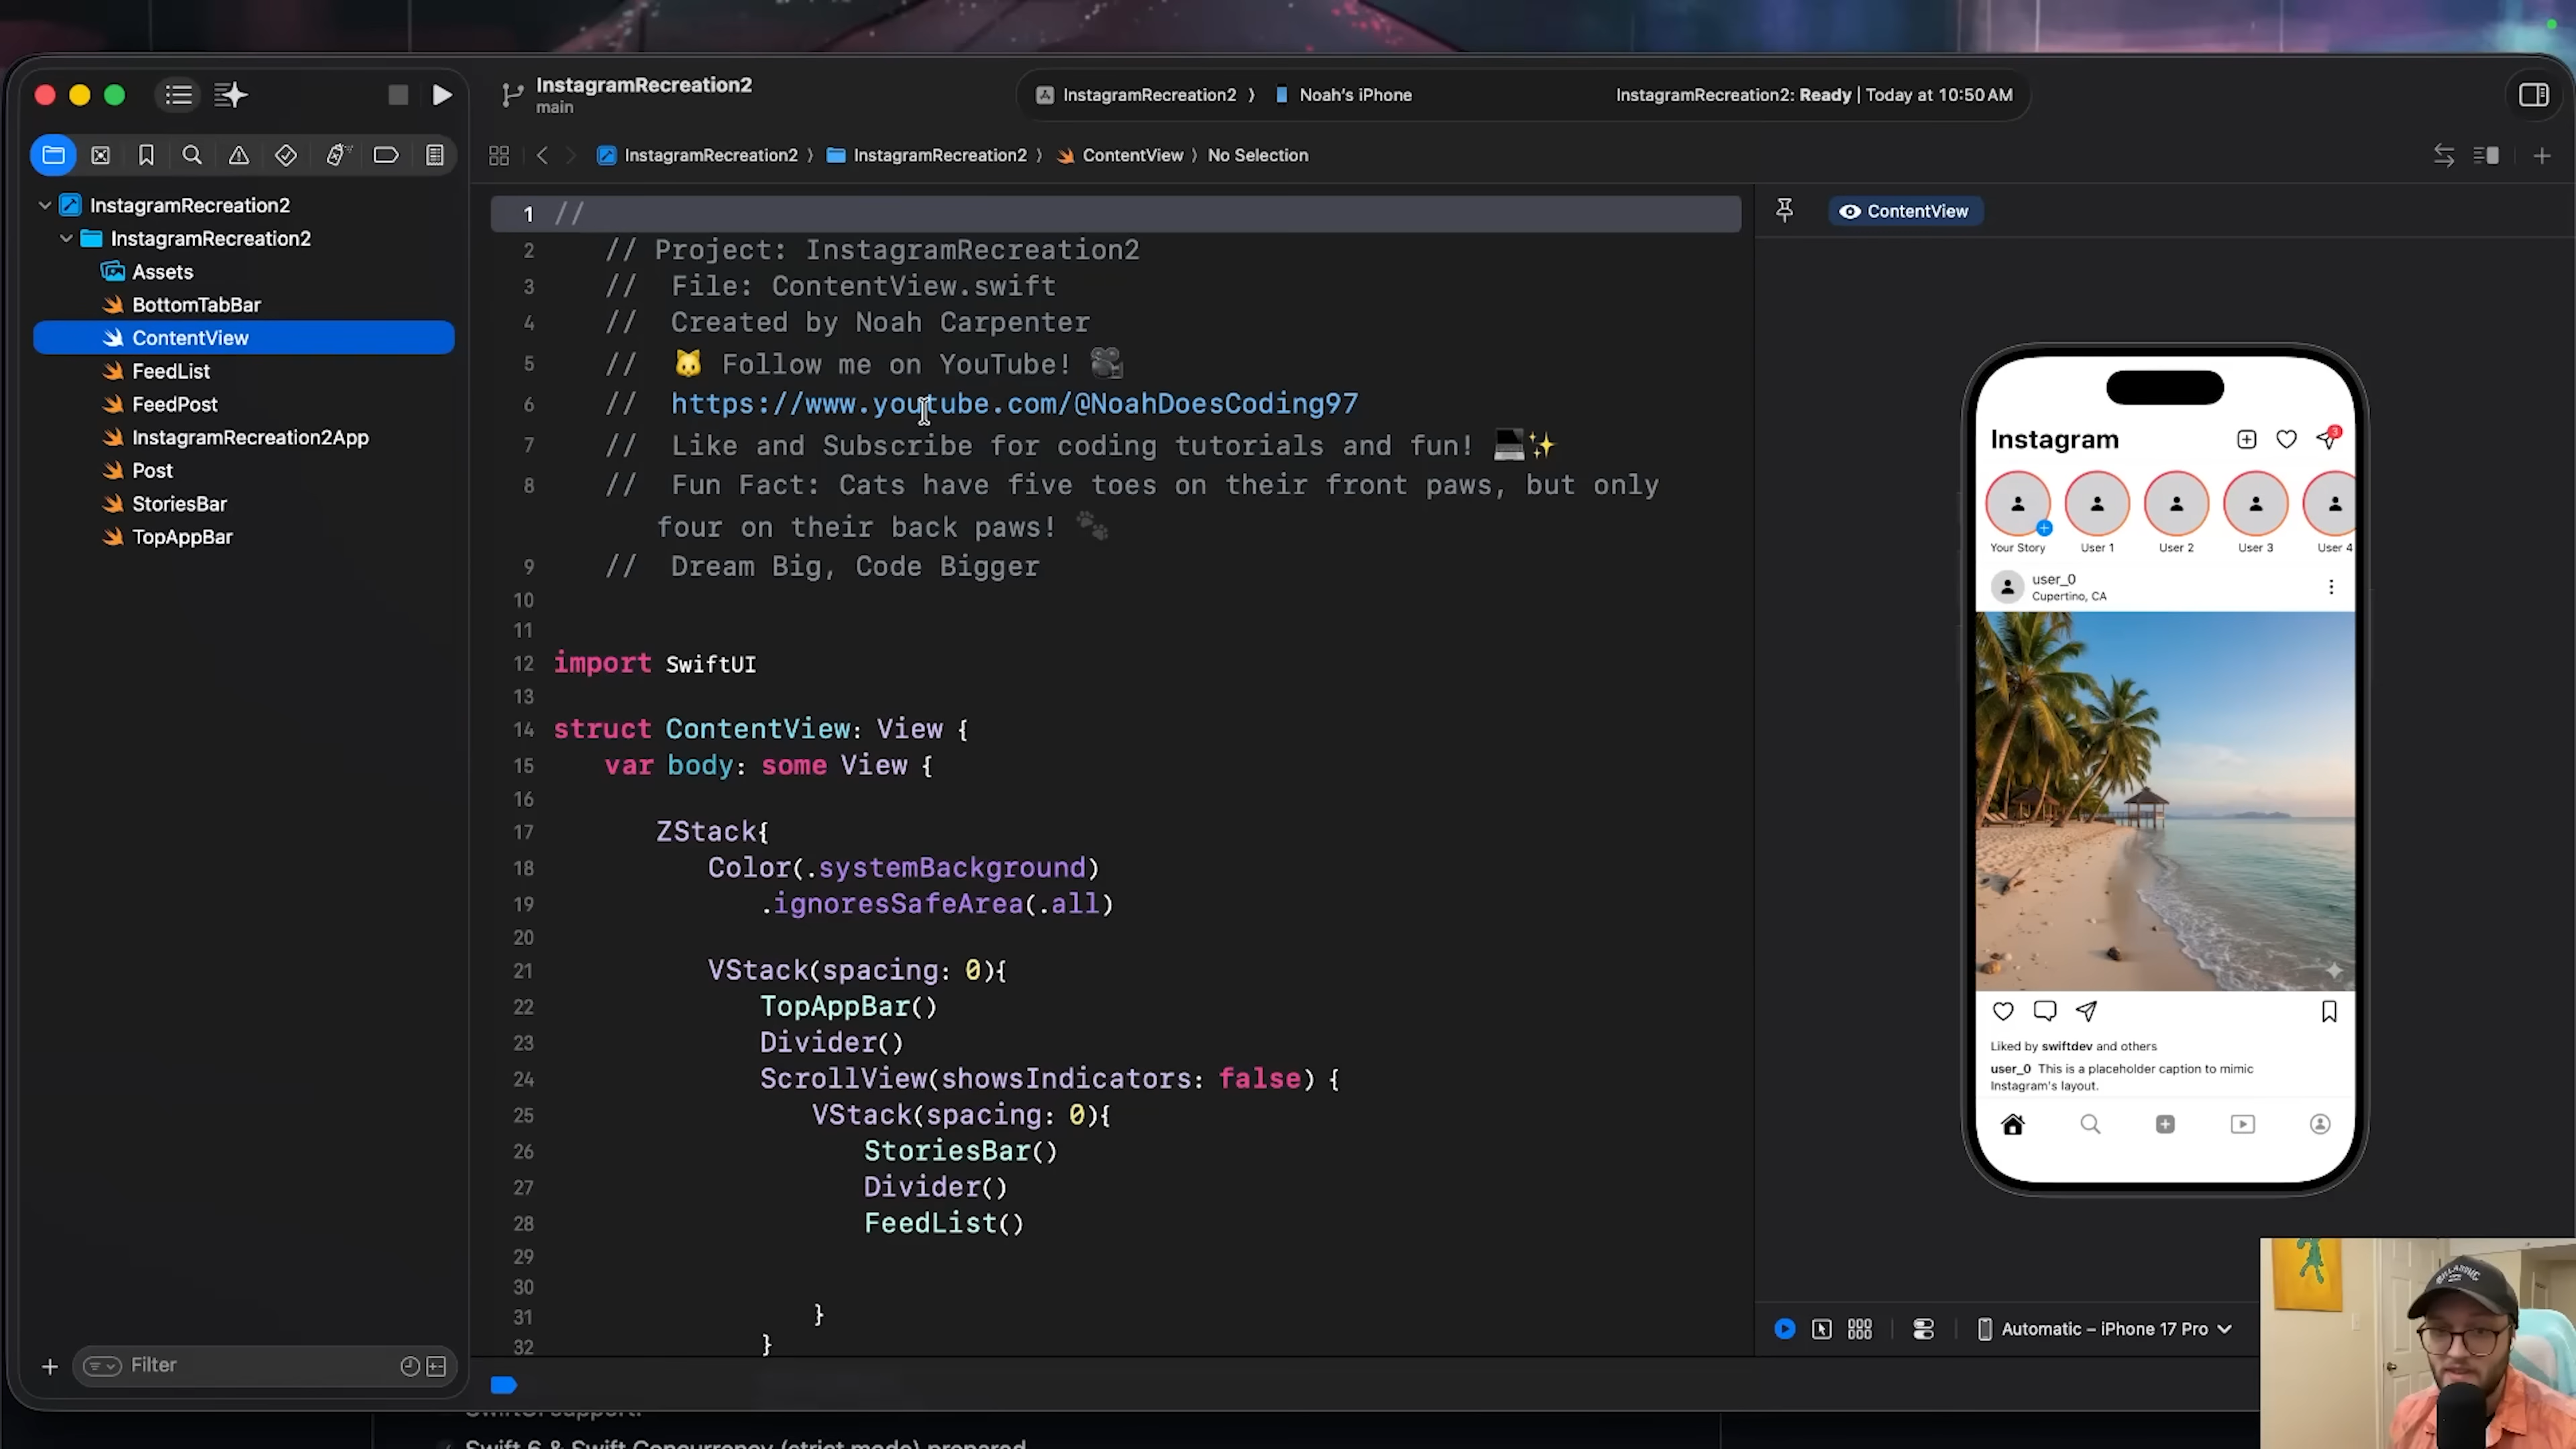 InstagramRecreation2
main
InstagramRecreation2 〉 Noah's iPhone
InstagramRecreation2: Ready | Today at 10:50 AM
InstagramRecreation2 〉 InstagramRecreation2 〉 ContentView 〉 No Selection
InstagramRecreation2
InstagramRecreation2
Assets
BottomTabBar
ContentView
FeedList
FeedPost
InstagramRecreation2App
Post
StoriesBar
TopAppBar
Filter
1 //
2 // Project: InstagramRecreation2
3 // File: ContentView.swift
4 // Created by Noah Carpenter
5 // 🐱 Follow me on YouTube! 🎥
6 // https://www.youtube.com/@NoahDoesCoding97
7 // Like and Subscribe for coding tutorials and fun! 💻✨
8 // Fun Fact: Cats have five toes on their front paws, but only
four on their back paws! 🐾
9 // Dream Big, Code Bigger
10
11
12 import SwiftUI
13
14 struct ContentView: View {
15 var body: some View {
16
17 ZStack{
18 Color(.systemBackground)
19 .ignoresSafeArea(.all)
20
21 VStack(spacing: 0){
22 TopAppBar()
23 Divider()
24 ScrollView(showsIndicators: false) {
25 VStack(spacing: 0){
26 StoriesBar()
27 Divider()
28 FeedList()
29
30
31 }
32 }
ContentView
Instagram
3
Your Story User 1 User 2 User 3 User 4
user_0
Cupertino, CA
Liked by swiftdev and others
user_0 This is a placeholder caption to mimic
Instagram's layout.
Automatic – iPhone 17 Pro
Swift 6 & Swift Concurrency (strict mode) prepared